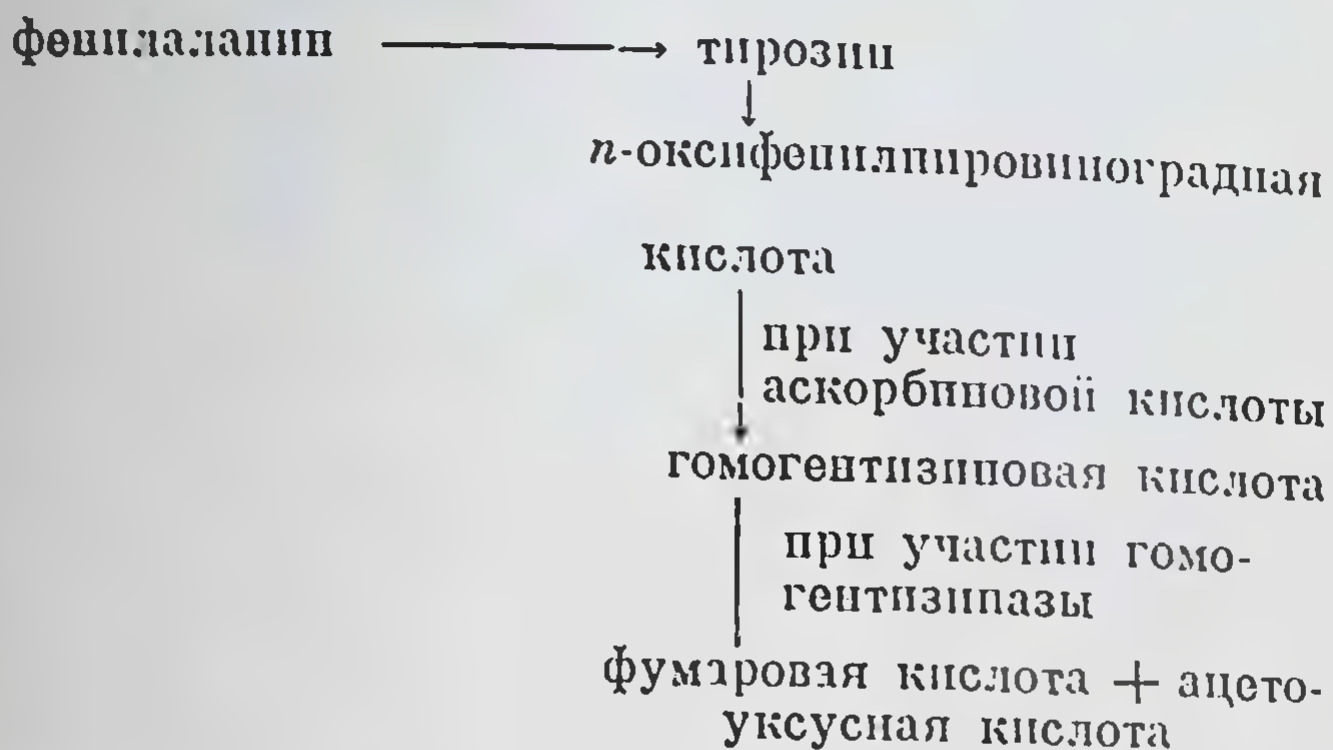 фенилаланин → тирозин
↓
п-оксифенилпировиноградная
кислота
при участии
аскорбиновой кислоты
гомогентизиновая кислота
при участии гомо-
гентизиназы
фумаровая кислота + ацето-
уксусная кислота